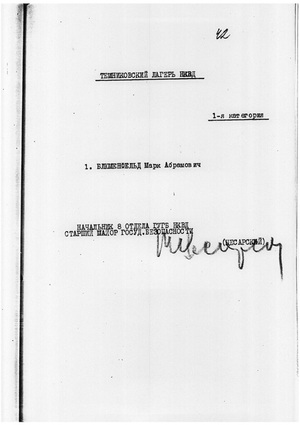 42
ТЕМНИКОВСКИЙ ЛАГЕРЬ НКВД
1-я категория
1. БЛЮМЕНФЕЛЬД Марк Абрамович
НАЧАЛЬНИК 8 ОТДЕЛА ГУГБ НКВД
СТАРШИЙ МАЙОР ГОСУД.БЕЗОПАСНОСТИ
(ЦЕСАРСКИЙ)